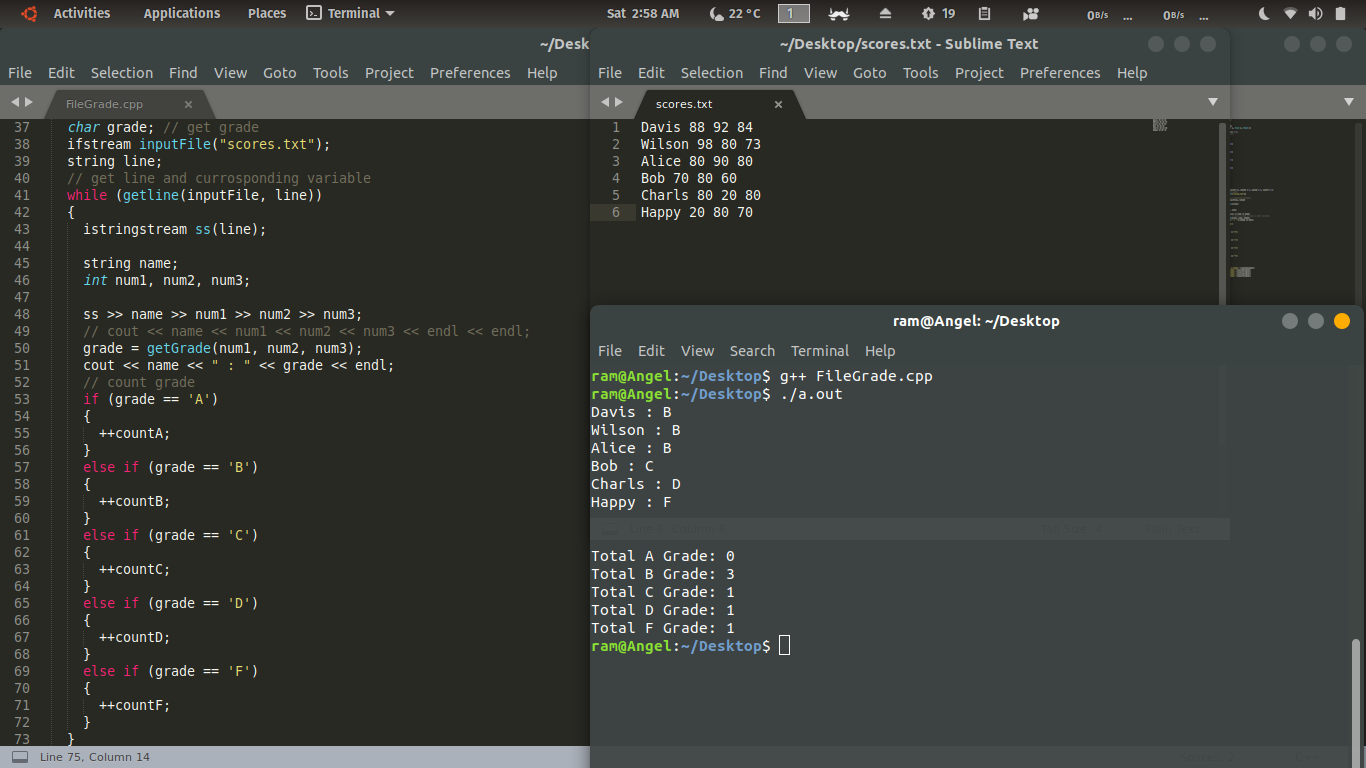 Activities Applications Places Terminal Sat 2:58 AM 22 °C 1 19 0B/s ... 0B/s ...
~/Desk
File Edit Selection Find View Goto Tools Project Preferences Help
FileGrade.cpp ×
37 char grade; // get grade
38 ifstream inputFile("scores.txt");
39 string line;
40 // get line and currosponding variable
41 while (getline(inputFile, line))
42 {
43 istringstream ss(line);
44
45 string name;
46 int num1, num2, num3;
47
48 ss >> name >> num1 >> num2 >> num3;
49 // cout << name << num1 << num2 << num3 << endl << endl;
50 grade = getGrade(num1, num2, num3);
51 cout << name << " : " << grade << endl;
52 // count grade
53 if (grade == 'A')
54 {
55 ++countA;
56 }
57 else if (grade == 'B')
58 {
59 ++countB;
60 }
61 else if (grade == 'C')
62 {
63 ++countC;
64 }
65 else if (grade == 'D')
66 {
67 ++countD;
68 }
69 else if (grade == 'F')
70 {
71 ++countF;
72 }
73 }
Line 75, Column 14
~/Desktop/scores.txt - Sublime Text
File Edit Selection Find View Goto Tools Project Preferences Help
scores.txt ×
1 Davis 88 92 84
2 Wilson 98 80 73
3 Alice 80 90 80
4 Bob 70 80 60
5 Charls 80 20 80
6 Happy 20 80 70
ram@Angel: ~/Desktop
File Edit View Search Terminal Help
ram@Angel:~/Desktop$ g++ FileGrade.cpp
ram@Angel:~/Desktop$ ./a.out
Davis : B
Wilson : B
Alice : B
Bob : C
Charls : D
Happy : F
Total A Grade: 0
Total B Grade: 3
Total C Grade: 1
Total D Grade: 1
Total F Grade: 1
ram@Angel:~/Desktop$